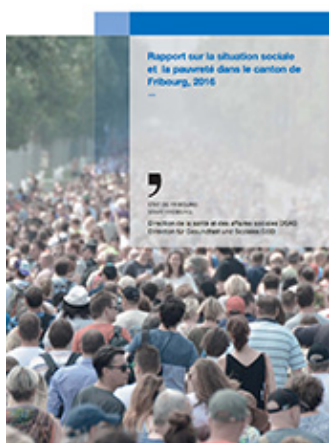 Rapport sur la situation sociale
et la pauvreté dans le canton de
Fribourg, 2016
—
ETAT DE FRIBOURG
STAAT FREIBURG
Direction de la santé et des affaires sociales DSAS
Direktion für Gesundheit und Soziales GSD